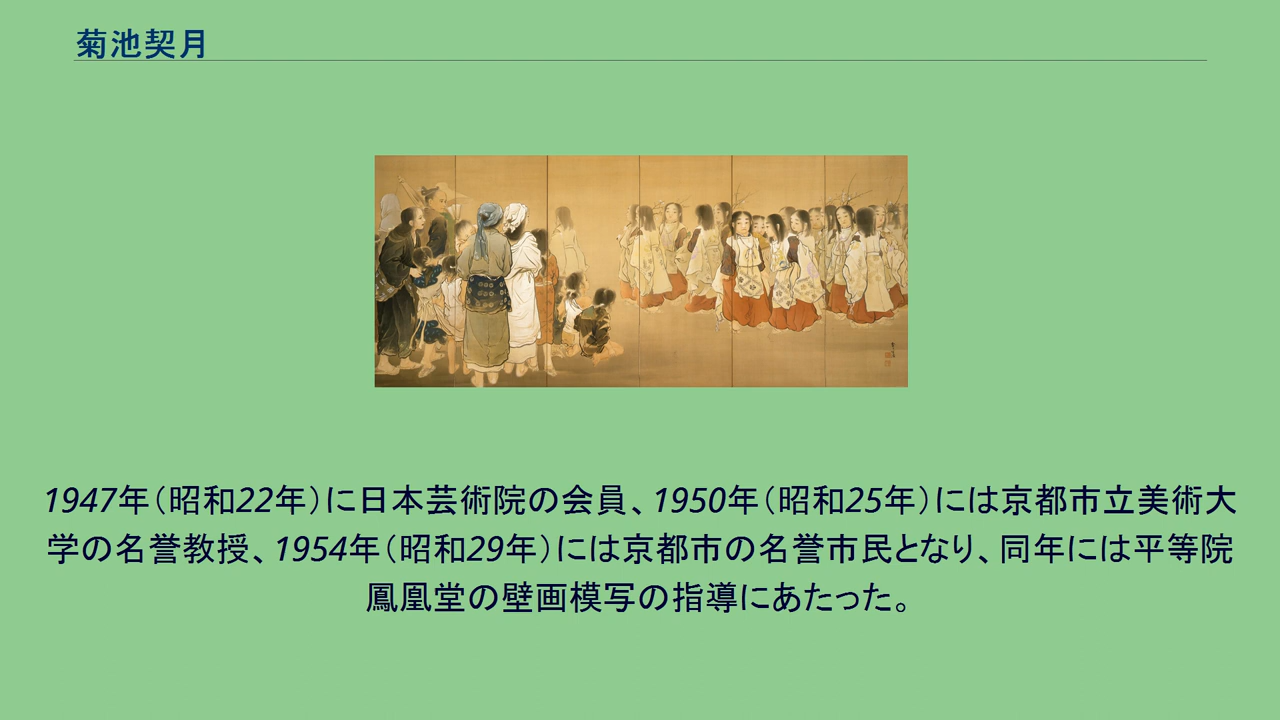 菊池契月
1947年（昭和22年）に日本芸術院の会員、1950年（昭和25年）には京都市立美術大
学の名誉教授、1954年（昭和29年）には京都市の名誉市民となり、同年には平等院
鳳凰堂の壁画模写の指導にあたった。